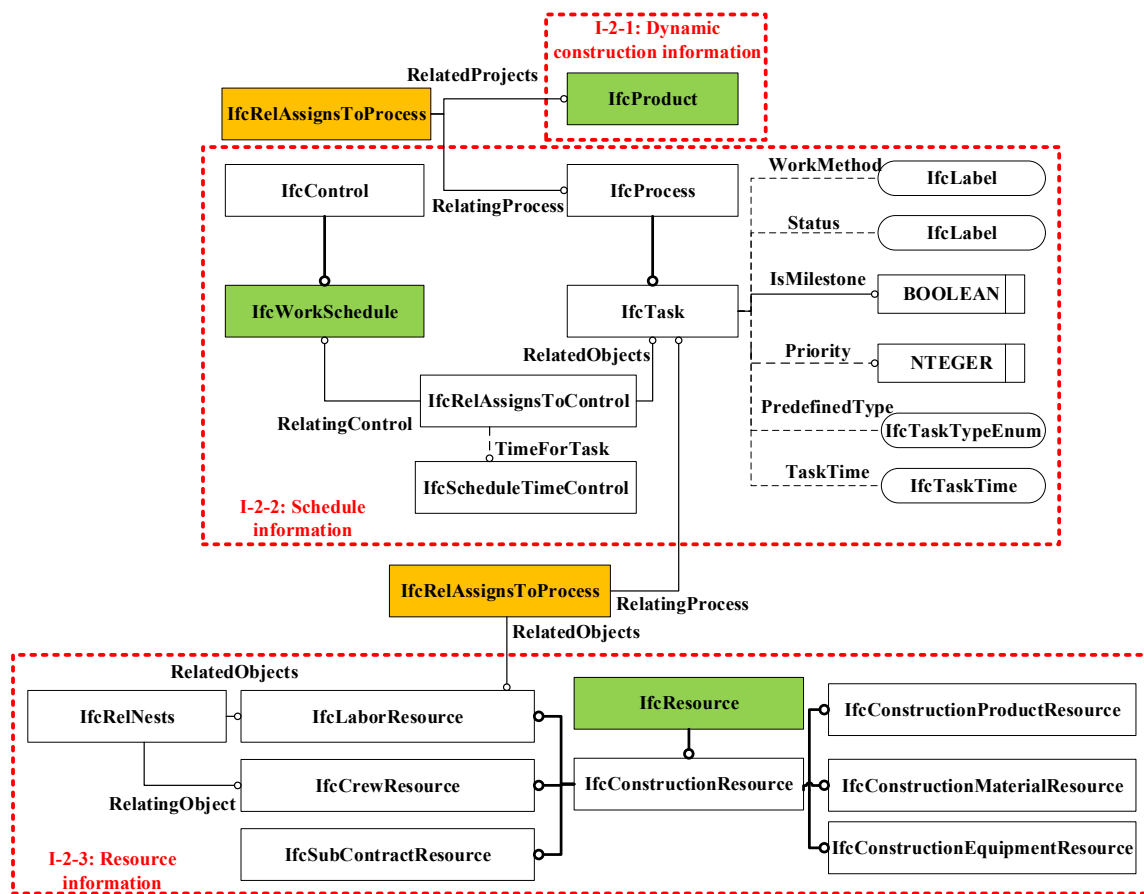 I-2-1: Dynamic
construction information
RelatedProjects
IfcRelAssignsToProcess
IfcProduct
IfcControl
IfcProcess
RelatingProcess
WorkMethod
IfcLabel
Status
IfcLabel
IsMilestone
BOOLEAN
IfcWorkSchedule
IfcTask
RelatedObjects
Priority
NTEGER
IfcRelAssignsToControl
RelatingControl
PredefinedType
IfcTaskTypeEnum
TimeForTask
TaskTime
IfcTaskTime
IfcScheduleTimeControl
I-2-2: Schedule
information
IfcRelAssignsToProcess
RelatingProcess
RelatedObjects
RelatedObjects
IfcRelNests
IfcLaborResource
IfcResource
IfcConstructionProductResource
IfcCrewResource
IfcConstructionResource
IfcConstructionMaterialResource
RelatingObject
IfcSubContractResource
IfcConstructionEquipmentResource
I-2-3: Resource
information